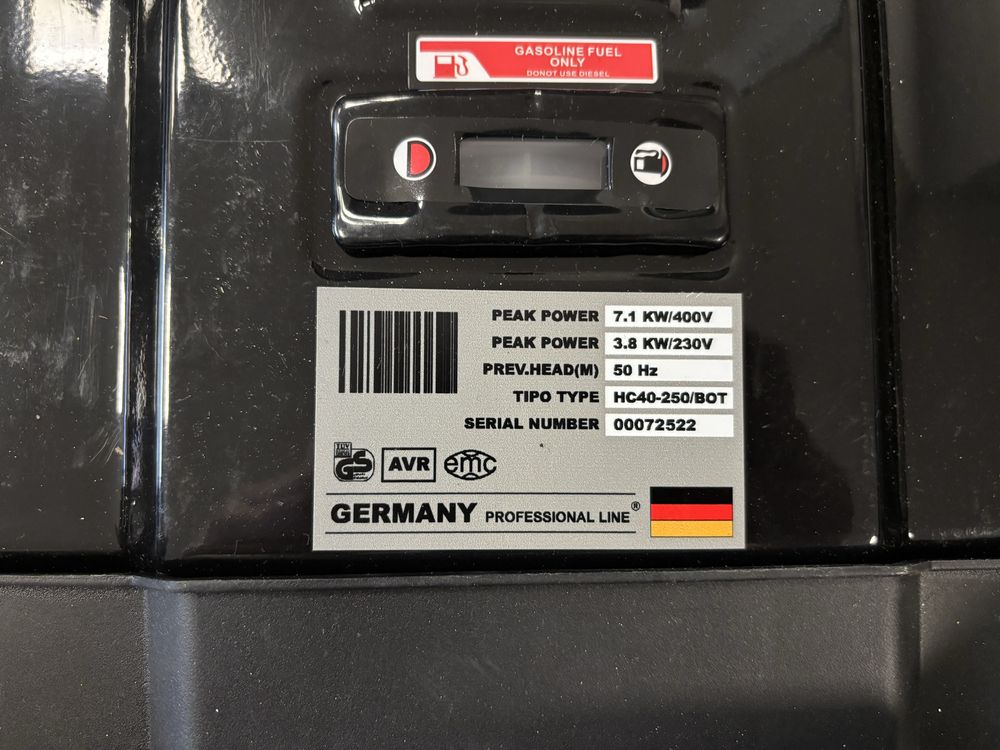 GASOLINE FUEL
ONLY
DONOT USE DIESEL
PEAK POWER 7.1 KW/400V
PEAK POWER 3.8 KW/230V
PREV.HEAD(M) 50 Hz
TIPO TYPE HC40-250/BOT
SERIAL NUMBER 00072522
GS AVR emc
GERMANY PROFESSIONAL LINE®